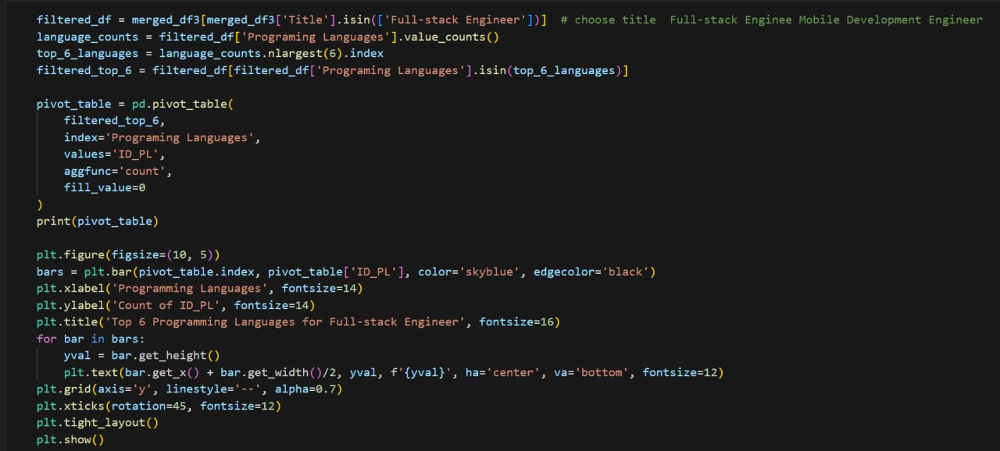 filtered_df = merged_df3[merged_df3['Title'].isin(['Full-stack Engineer'])]  # choose title  Full-stack Enginee Mobile Development Engineer
language_counts = filtered_df['Programing Languages'].value_counts()
top_6_languages = language_counts.nlargest(6).index
filtered_top_6 = filtered_df[filtered_df['Programing Languages'].isin(top_6_languages)]

pivot_table = pd.pivot_table(
    filtered_top_6,
    index='Programing Languages',
    values='ID_PL',
    aggfunc='count',
    fill_value=0
)
print(pivot_table)

plt.figure(figsize=(10, 5))
bars = plt.bar(pivot_table.index, pivot_table['ID_PL'], color='skyblue', edgecolor='black')
plt.xlabel('Programming Languages', fontsize=14)
plt.ylabel('Count of ID_PL', fontsize=14)
plt.title('Top 6 Programming Languages for Full-stack Engineer', fontsize=16)
for bar in bars:
    yval = bar.get_height()
    plt.text(bar.get_x() + bar.get_width()/2, yval, f'{yval}', ha='center', va='bottom', fontsize=12)
plt.grid(axis='y', linestyle='--', alpha=0.7)
plt.xticks(rotation=45, fontsize=12)
plt.tight_layout()
plt.show()